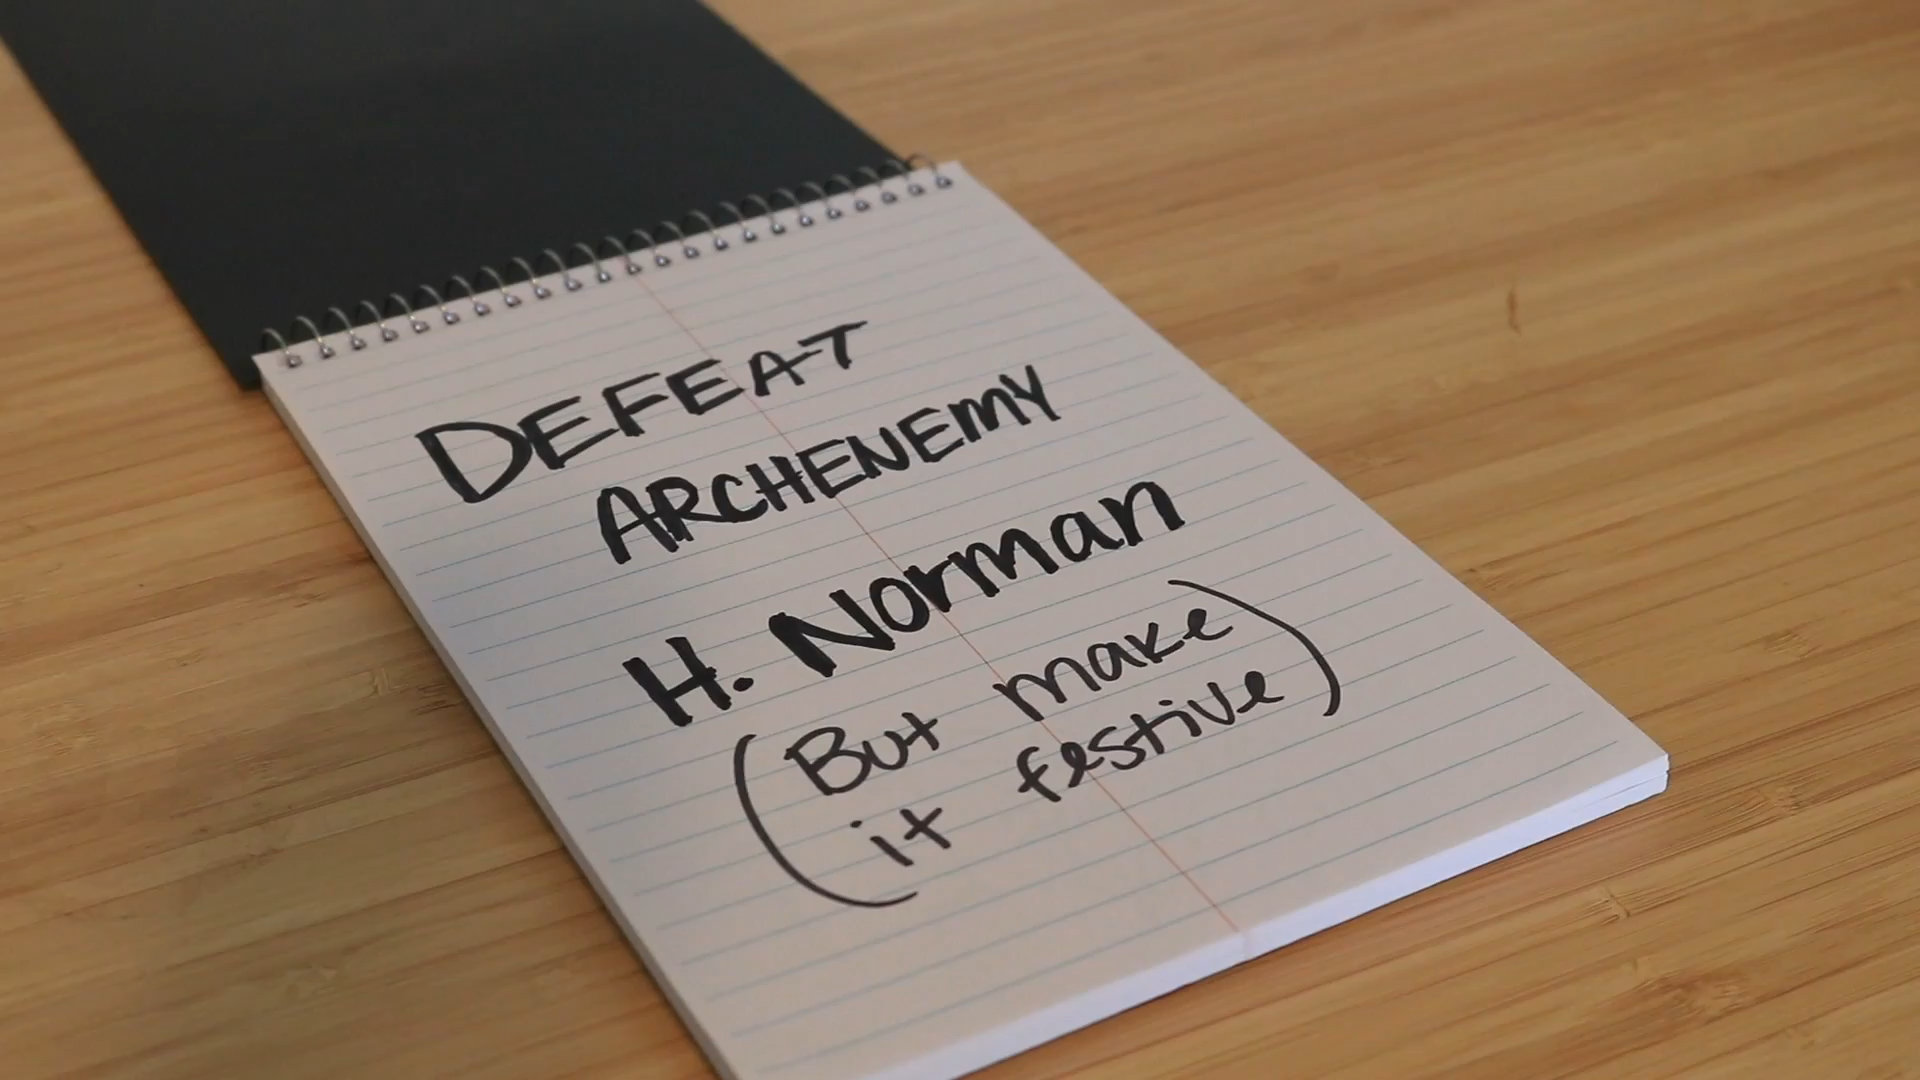 DEFEAT
ARCHENEMY
H. Norman
(But make
it festive)